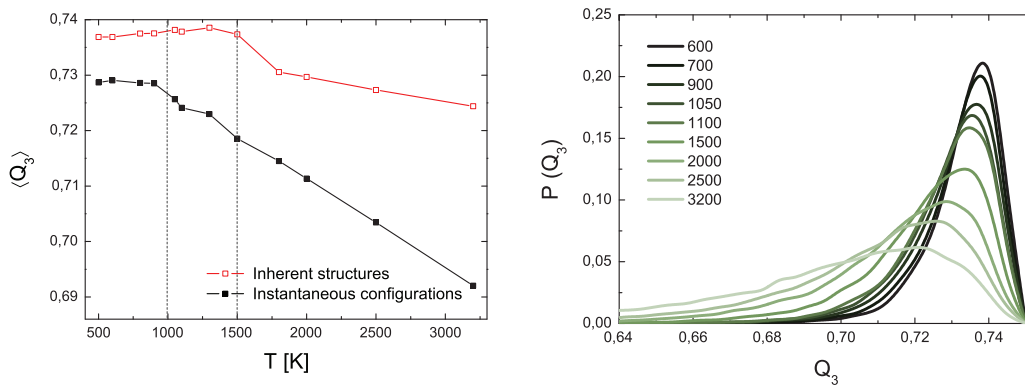 0,74
0,73
0,72
0,71
0,70
0,69
⟨Q₃⟩
Inherent structures
Instantaneous configurations
500 1000 1500 2000 2500 3000
T [K]
0,25
0,20
0,15
0,10
0,05
0,00
P (Q₃)
600
700
900
1050
1100
1500
2000
2500
3200
0,64 0,66 0,68 0,70 0,72 0,74
Q₃